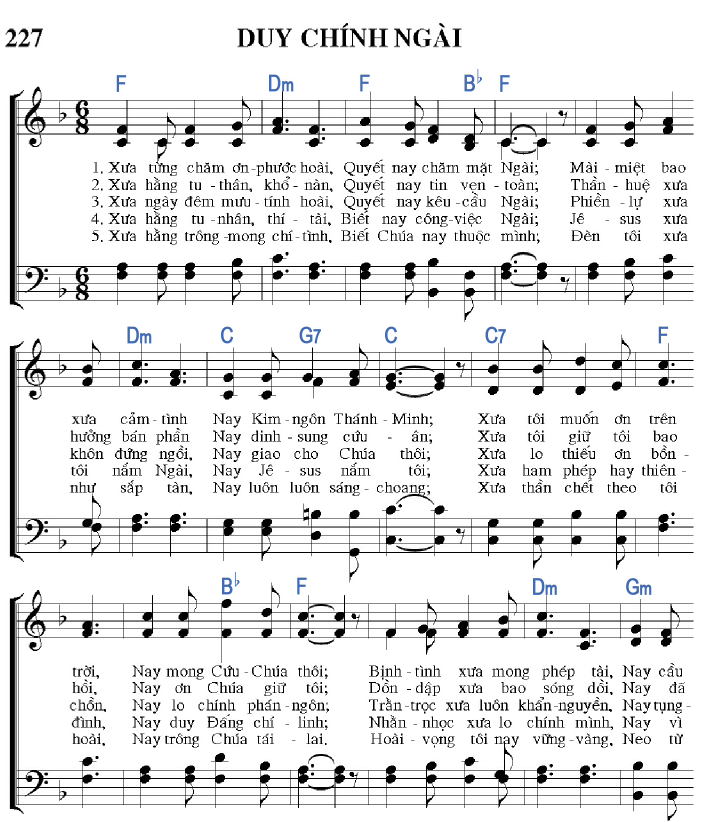 227 DUY CHÍNH NGÀI
F Dm F B♭ F
6 8
1. Xưa từng chăm ơn-phước hoài, Quyết nay chăm mặt Ngài; Mài-miệt bao
2. Xưa hằng tu-thân, khổ-nàn, Quyết nay tin vẹn-toàn; Thần-huệ xưa
3. Xưa ngày đêm mưu-tính hoài, Quyết nay kêu-cầu Ngài; Phiền-lự xưa
4. Xưa hằng tu-nhân, thí-tài, Biết nay công-việc Ngài; Jê-sus xưa
5. Xưa hằng trông-mong chí-tình, Biết Chúa nay thuộc mình; Đèn tôi xưa
6 8
Dm C G7 C C7 F
xưa cảm-tình Nay Kim-ngôn Thánh-Minh; Xưa tôi muốn ơn trên
hưởng bán phần Nay dinh-sung cưu-ân; Xưa tôi giữ tôi bao
khôn đứng ngồi, Nay giao cho Chúa thôi; Xưa lo thiếu ơn bồn-
tôi nắm Ngài, Nay Jê-sus nắm tôi; Xưa ham phép hay thiên-
như sắp tàn, Nay luôn luôn sáng-choang; Xưa thần chết theo tôi
B♭ F Dm Gm
trời, Nay mong Cứu-Chúa thôi; Bịnh-tình xưa mong phép tài, Nay cầu
hồi, Nay ơn Chúa giữ tôi; Dồn-dập xưa bao sóng dồi, Nay đã
chồn, Nay lo chính phán-ngôn; Trằn-trọc xưa luôn khẩn-nguyền, Nay tụng-
đình, Nay duy Đấng chí-linh; Nhằn-nhọc xưa lo chính mình, Nay vì
hoài, Nay trông Chúa tái-lai. Hoài-vọng tôi nay vững-vàng, Neo từ